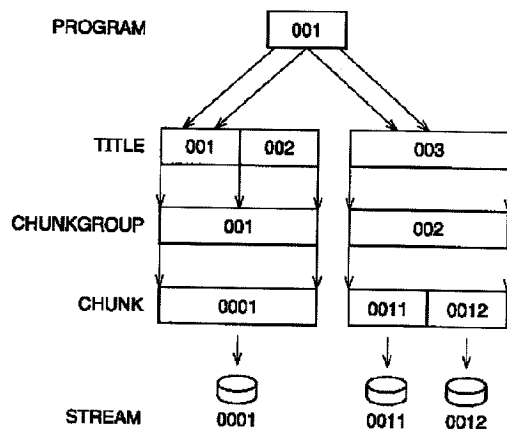 PROGRAM 001
TITLE 001 002 003
CHUNKGROUP 001 002
CHUNK 0001 0011 0012
STREAM 0001 0011 0012